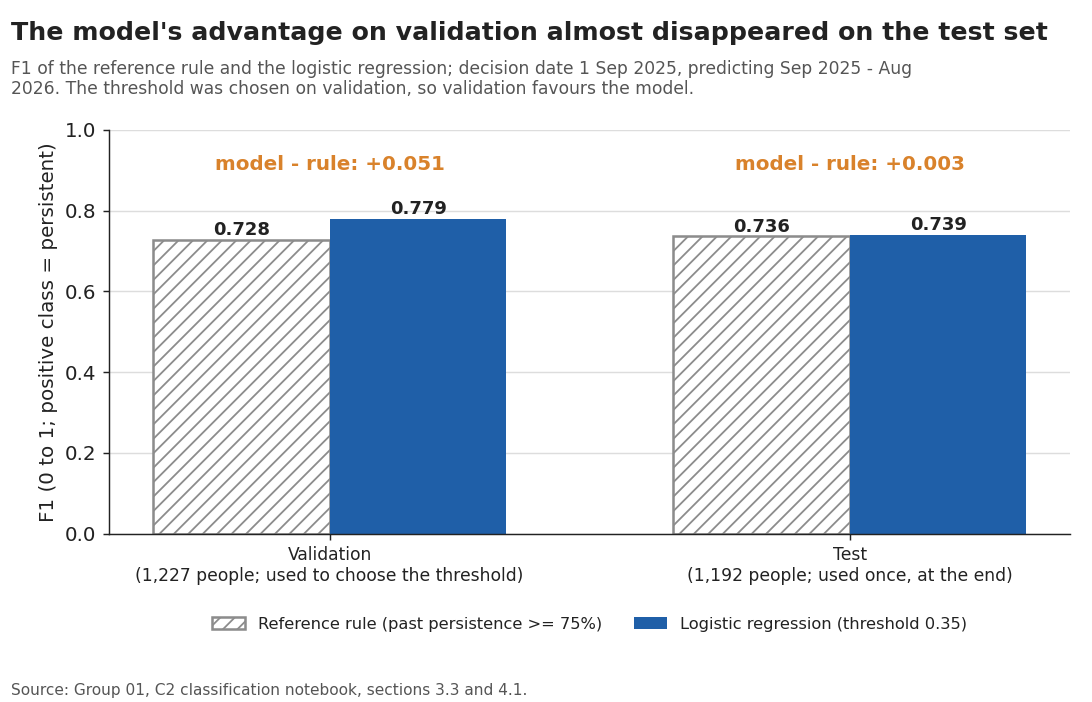 The model's advantage on validation almost disappeared on the test set
F1 of the reference rule and the logistic regression; decision date 1 Sep 2025, predicting Sep 2025 - Aug
2026. The threshold was chosen on validation, so validation favours the model.
F1 (0 to 1; positive class = persistent)
1.0
0.8
0.6
0.4
0.2
0.0
model - rule: +0.051
model - rule: +0.003
0.728
0.779
0.736
0.739
Validation
(1,227 people; used to choose the threshold)
Test
(1,192 people; used once, at the end)
Reference rule (past persistence >= 75%)
Logistic regression (threshold 0.35)
Source: Group 01, C2 classification notebook, sections 3.3 and 4.1.